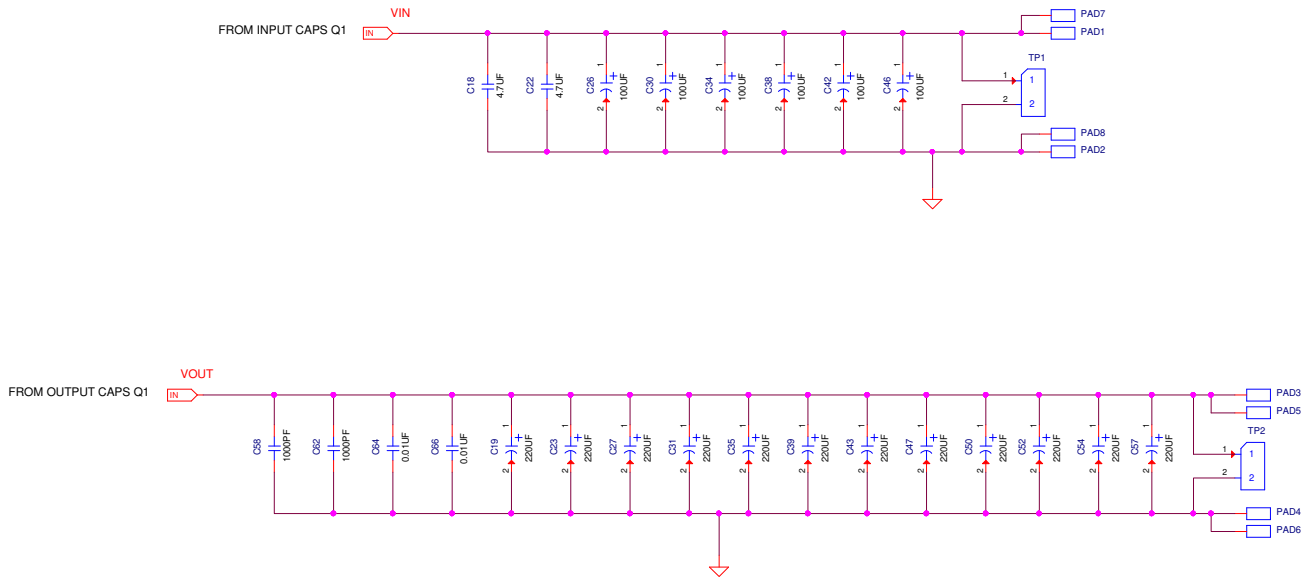 VIN
FROM INPUT CAPS Q1
IN
PAD7
PAD1
C18
4.7UF
C22
4.7UF
1
C26
100UF
2
1
C30
100UF
2
1
C34
100UF
2
1
C38
100UF
2
1
C42
100UF
2
1
C46
100UF
2
TP1
1
1
2
2
PAD8
PAD2
VOUT
FROM OUTPUT CAPS Q1
IN
PAD3
PAD5
C58
1000PF
C62
1000PF
C64
0.01UF
C66
0.01UF
1
C19
220UF
2
1
C23
220UF
2
1
C27
220UF
2
1
C31
220UF
2
1
C35
220UF
2
1
C39
220UF
2
1
C43
220UF
2
1
C47
220UF
2
1
C50
220UF
2
1
C52
220UF
2
1
C54
220UF
2
1
C57
220UF
2
TP2
1
1
2
2
PAD4
PAD6